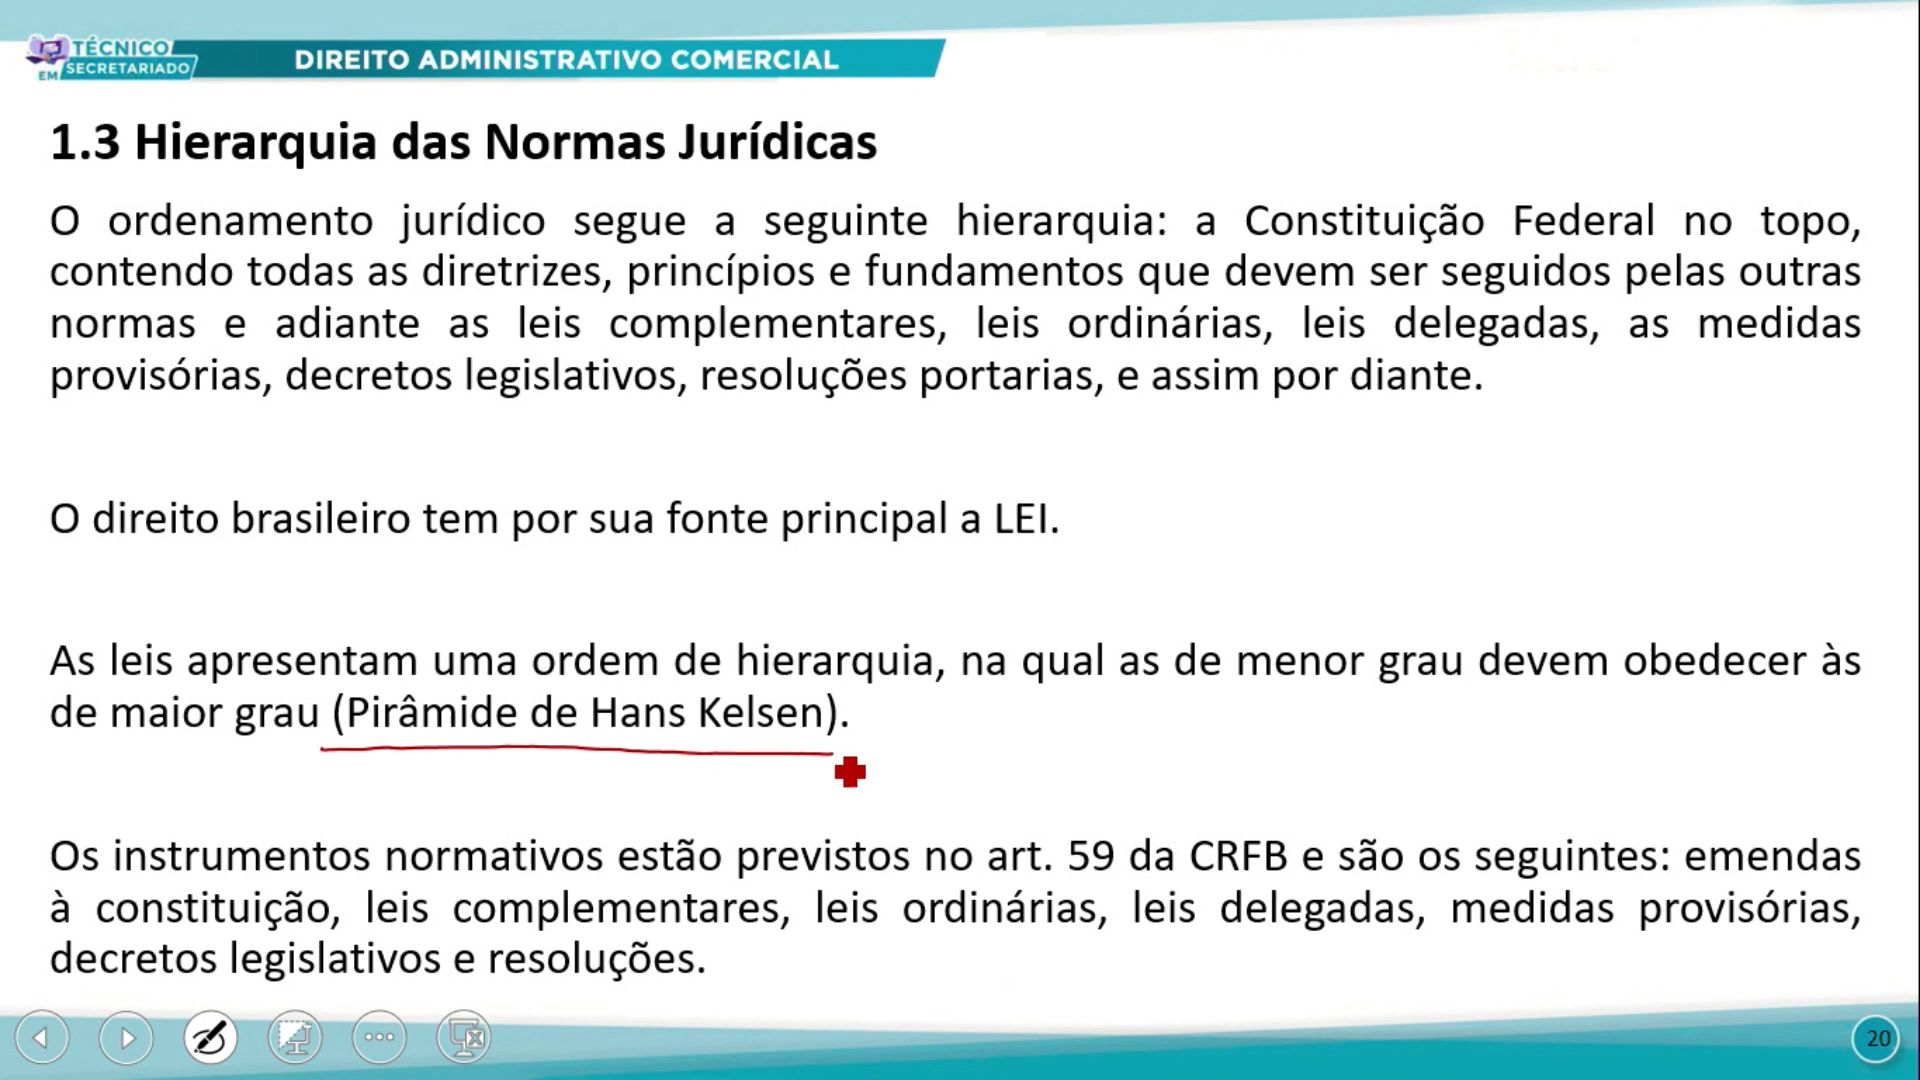 TÉCNICO
EM SECRETARIADO
DIREITO ADMINISTRATIVO COMERCIAL
1.3 Hierarquia das Normas Jurídicas
O ordenamento jurídico segue a seguinte hierarquia: a Constituição Federal no topo,
contendo todas as diretrizes, princípios e fundamentos que devem ser seguidos pelas outras
normas e adiante as leis complementares, leis ordinárias, leis delegadas, as medidas
provisórias, decretos legislativos, resoluções portarias, e assim por diante.
O direito brasileiro tem por sua fonte principal a LEI.
As leis apresentam uma ordem de hierarquia, na qual as de menor grau devem obedecer às
de maior grau (Pirâmide de Hans Kelsen).
Os instrumentos normativos estão previstos no art. 59 da CRFB e são os seguintes: emendas
à constituição, leis complementares, leis ordinárias, leis delegadas, medidas provisórias,
decretos legislativos e resoluções.
20